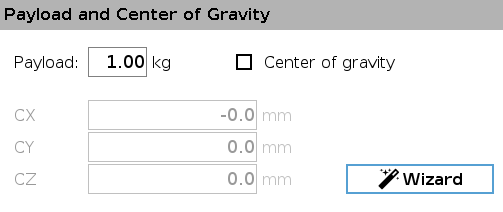 Payload and Center of Gravity
Payload: 1.00 kg Center of gravity
CX -0.0 mm
CY 0.0 mm
CZ 0.0 mm Wizard